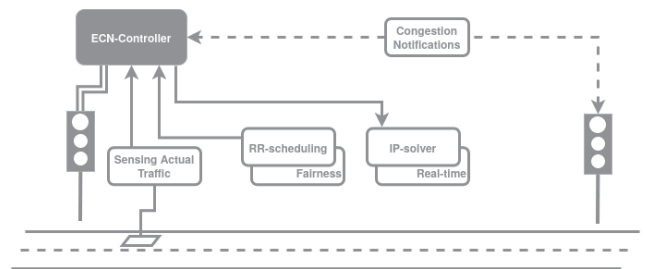 ECN-Controller
Congestion
Notifications
Sensing Actual
Traffic
RR-scheduling
Fairness
IP-solver
Real-time